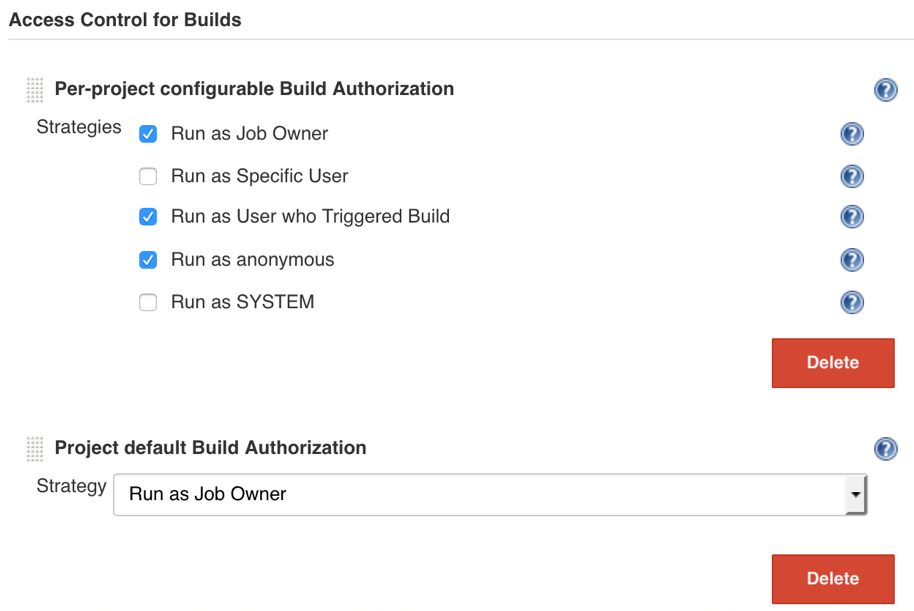 Access Control for Builds
Per-project configurable Build Authorization
?
Strategies
Run as Job Owner
?
Run as Specific User
?
Run as User who Triggered Build
?
Run as anonymous
?
Run as SYSTEM
?
Delete
Project default Build Authorization
?
Strategy
Run as Job Owner
Delete